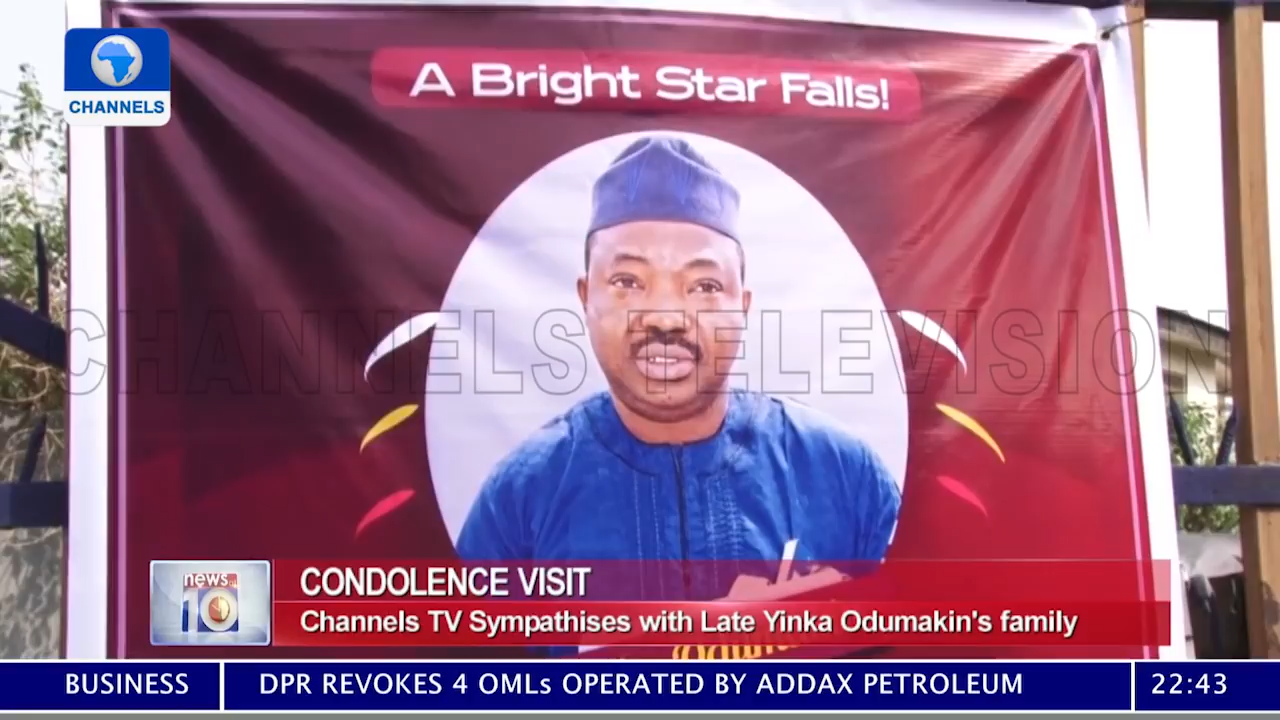 CHANNELS
A Bright Star Falls!
CHANNELS TELEVISION
news
10
CONDOLENCE VISIT
Channels TV Sympathises with Late Yinka Odumakin's family
BUSINESS
DPR REVOKES 4 OMLs OPERATED BY ADDAX PETROLEUM
22:43